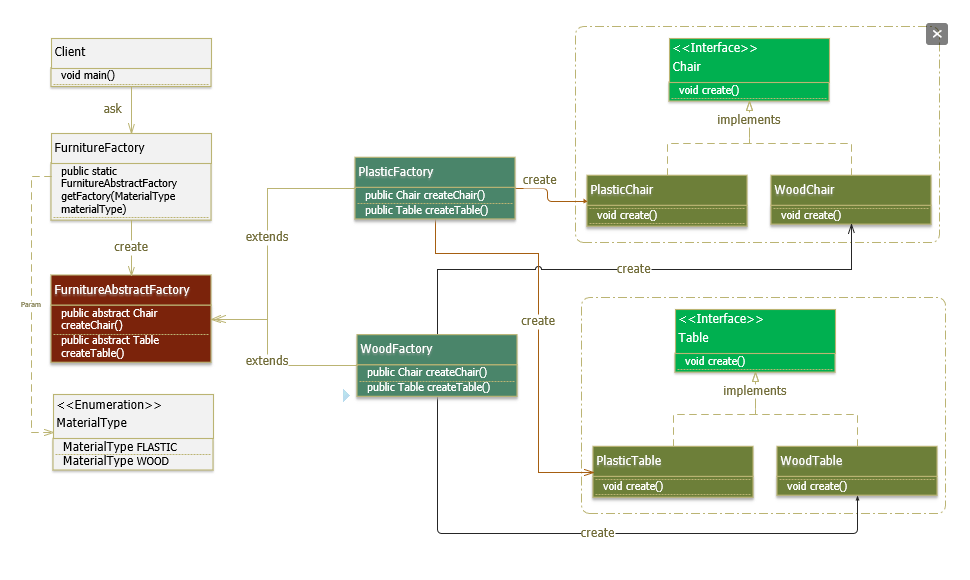 Client
void main()
ask
FurnitureFactory
public static
FurnitureAbstractFactory
getFactory(MaterialType
materialType)
create
Param
FurnitureAbstractFactory
public abstract Chair
createChair()
public abstract Table
createTable()
<<Enumeration>>
MaterialType
MaterialType FLASTIC
MaterialType WOOD
extends
extends
PlasticFactory
public Chair createChair()
public Table createTable()
WoodFactory
public Chair createChair()
public Table createTable()
create
create
create
create
<<Interface>>
Chair
void create()
implements
PlasticChair
void create()
WoodChair
void create()
<<Interface>>
Table
void create()
implements
PlasticTable
void create()
WoodTable
void create()